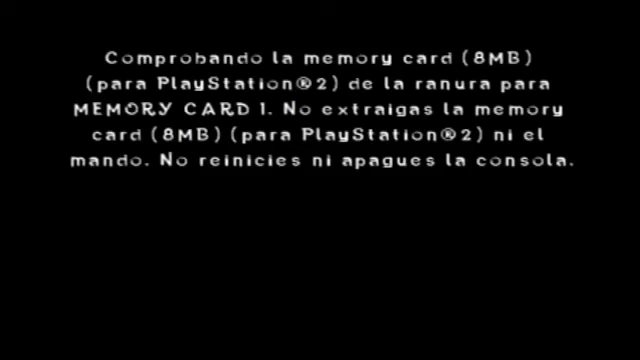 Comprobando la memory card (8MB)
(para PlayStation®2) de la ranura para
MEMORY CARD 1. No extraigas la memory
card (8MB) (para PlayStation®2) ni el
mando. No reinicies ni apagues la consola.